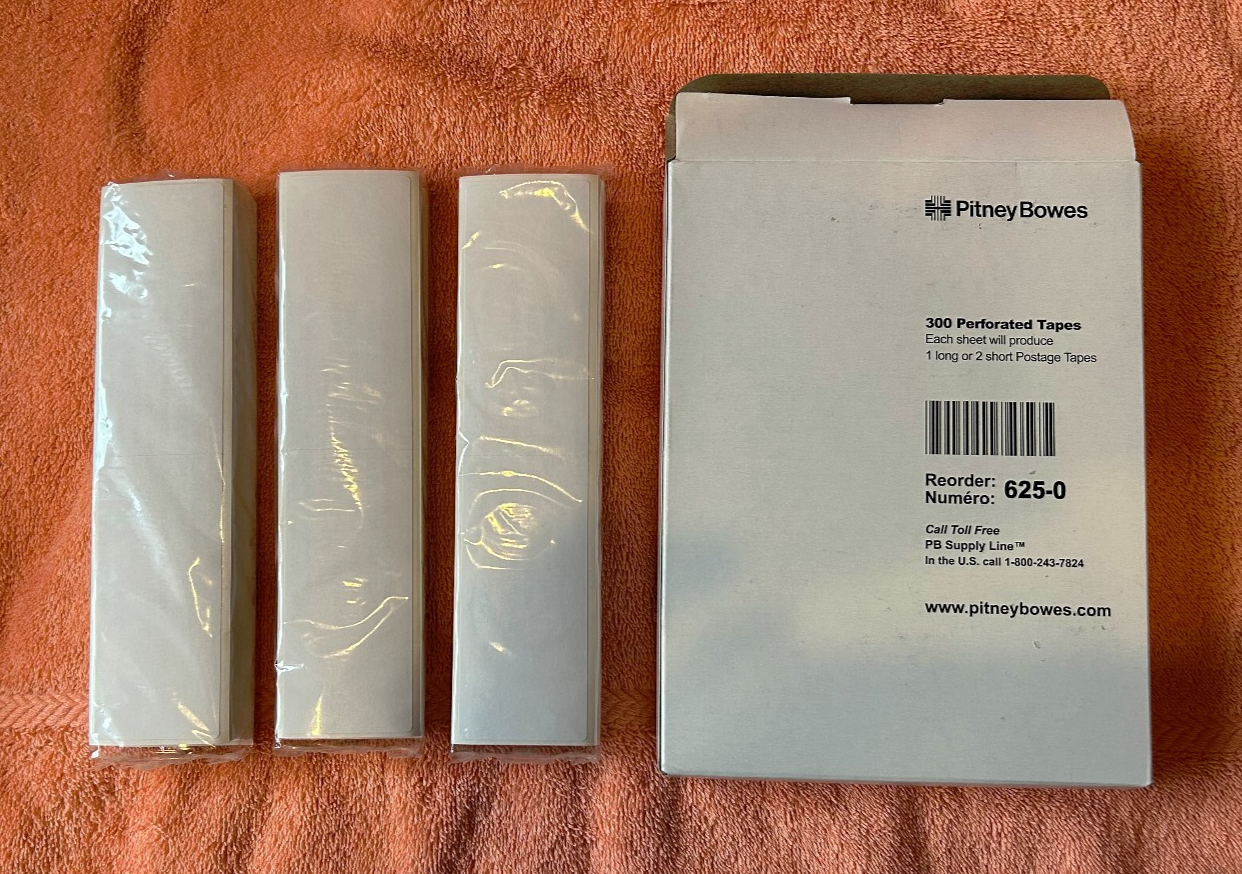 PitneyBowes
300 Perforated Tapes
Each sheet will produce
1 long or 2 short Postage Tapes
Reorder:
Numéro: 625-0
Call Toll Free
PB Supply Line™
In the U.S. call 1-800-243-7824
www.pitneybowes.com